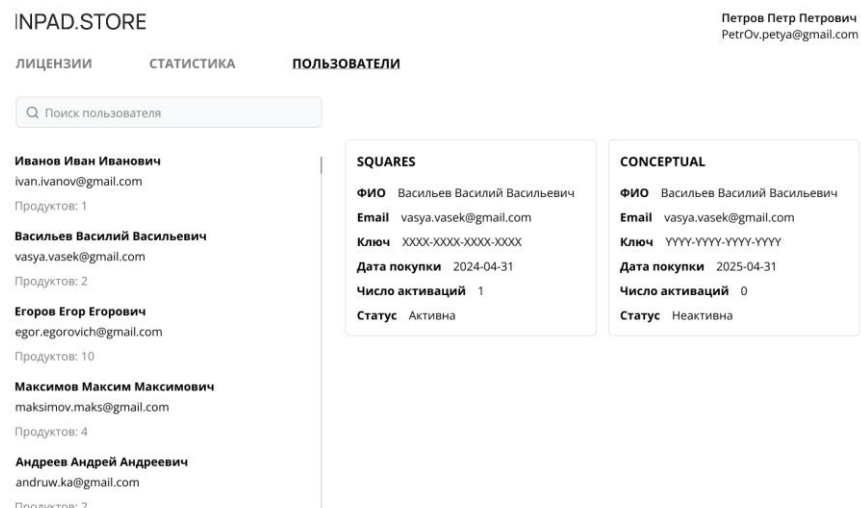 INPAD.STORE
Петров Петр Петрович
PetrOv.petya@gmail.com
ЛИЦЕНЗИИ СТАТИСТИКА ПОЛЬЗОВАТЕЛИ
Поиск пользователя
Иванов Иван Иванович
ivan.ivanov@gmail.com
Продуктов: 1
Васильев Василий Васильевич
vasya.vasek@gmail.com
Продуктов: 2
Егоров Егор Егорович
egor.egorovich@gmail.com
Продуктов: 10
Максимов Максим Максимович
maksimov.maks@gmail.com
Продуктов: 4
Андреев Андрей Андреевич
andruw.ka@gmail.com
Продуктов: 2
SQUARES
ФИО Васильев Василий Васильевич
Email vasya.vasek@gmail.com
Ключ XXXX-XXXX-XXXX-XXXX
Дата покупки 2024-04-31
Число активаций 1
Статус Активна
CONCEPTUAL
ФИО Васильев Василий Васильевич
Email vasya.vasek@gmail.com
Ключ YYYY-YYYY-YYYY-YYYY
Дата покупки 2025-04-31
Число активаций 0
Статус Неактивна